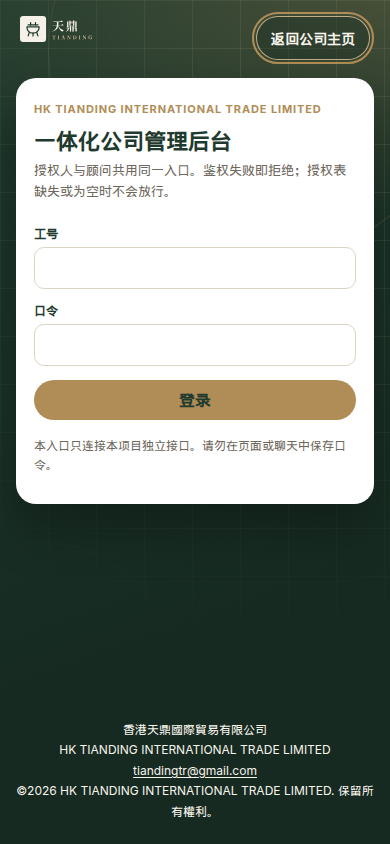 天鼎
TIANDING
返回公司主页
HK TIANDING INTERNATIONAL TRADE LIMITED
一体化公司管理后台
授权人与顾问共用同一入口。鉴权失败即拒绝；授权表
缺失或为空时不会放行。
工号
口令
登录
本入口只连接本项目独立接口。请勿在页面或聊天中保存口
令。
香港天鼎國際貿易有限公司
HK TIANDING INTERNATIONAL TRADE LIMITED
tiandingtr@gmail.com
©2026 HK TIANDING INTERNATIONAL TRADE LIMITED. 保留所
有權利。